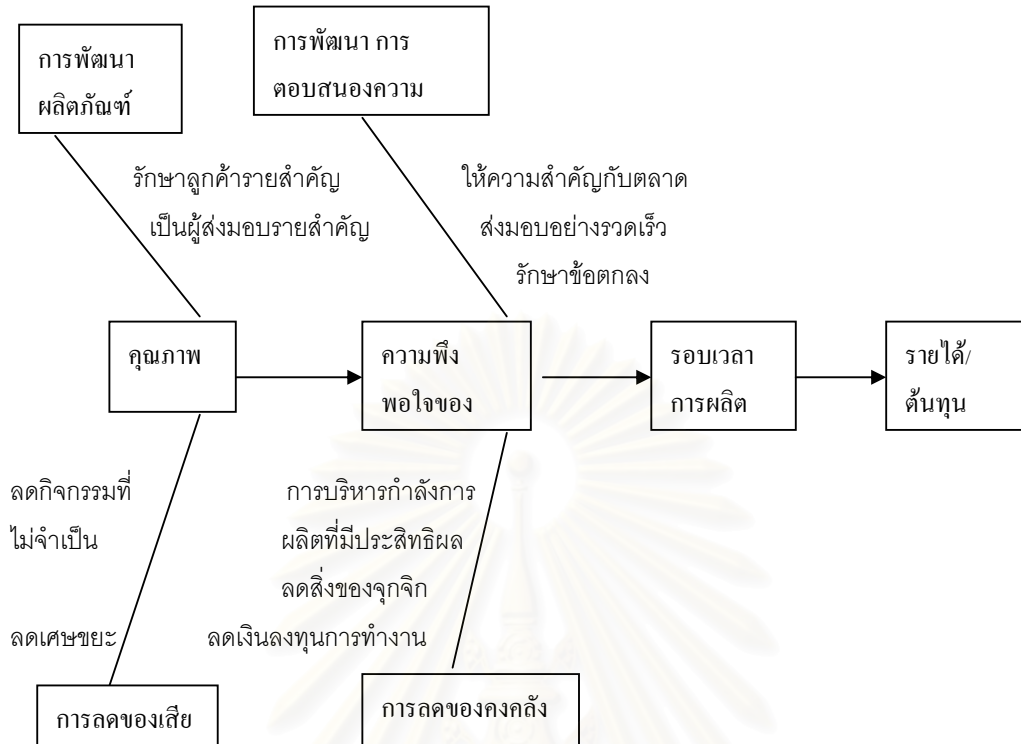 การพัฒนา
ผลิตภัณฑ์
การพัฒนา การ
ตอบสนองความ
รักษาลูกค้ารายสำคัญ
เป็นผู้ส่งมอบรายสำคัญ
ให้ความสำคัญกับตลาด
ส่งมอบอย่างรวดเร็ว
รักษาข้อตกลง
คุณภาพ
ความพึง
พอใจของ
รอบเวลา
การผลิต
รายได้/
ต้นทุน
ลดกิจกรรมที่
ไม่จำเป็น
ลดเศษขยะ
การบริหารกำลังการ
ผลิตที่มีประสิทธิผล
ลดสิ่งของจุกจิก
ลดเงินลงทุนการทำงาน
การลดของเสีย
การลดของคงคลัง